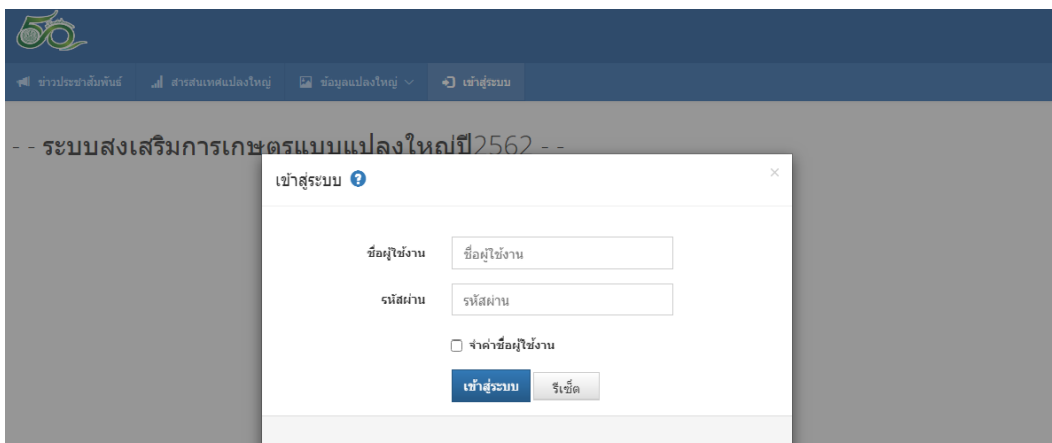 50
ข่าวประชาสัมพันธ์ สารสนเทศแปลงใหญ่ ข้อมูลแปลงใหญ่ เข้าสู่ระบบ
- - ระบบส่งเสริมการเกษตรแบบแปลงใหญ่ปี2562 - -
เข้าสู่ระบบ ? ×
ชื่อผู้ใช้งาน ชื่อผู้ใช้งาน
รหัสผ่าน รหัสผ่าน
จำค่าชื่อผู้ใช้งาน
เข้าสู่ระบบ รีเซ็ต